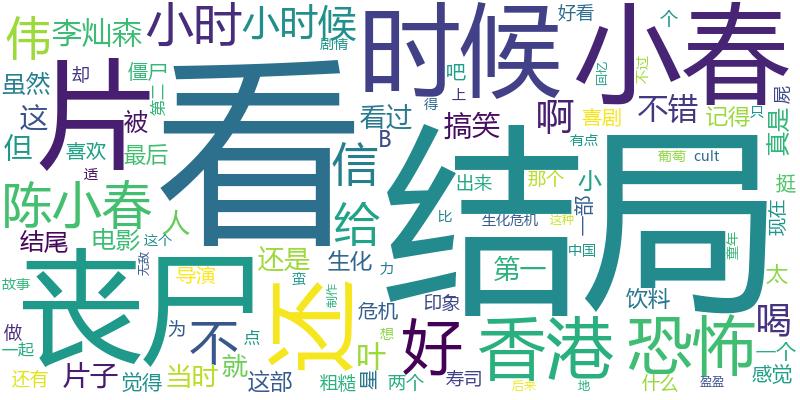 伟
李灿森
小时
小时候
剧情
时候
好看
个
小春
不过
回忆
虽然
却
僵尸
第二
片
看
吧
上
得
看过
B
搞笑
啊
喜剧
不错
记得
只
屍
真是
这
被
但
喜欢
最后
适
信
结局
有点
葡萄
cult
陈小春
人
给
出来
那个
小
一部
挺
现在
结尾
电影
这个
无敌
还是
生化
比
生化危机
这种
中国
童年
故事
丧尸
导演
蛮
制作
还
力
危机
印象
第一
饮料
太
做
为
点
想
不
好
香港
恐怖
喝
一起
一个
还有
片子
觉得
当时
就
这部
粗糙
叶
星
两个
寿司
后来
地
什么
盈盈
感觉